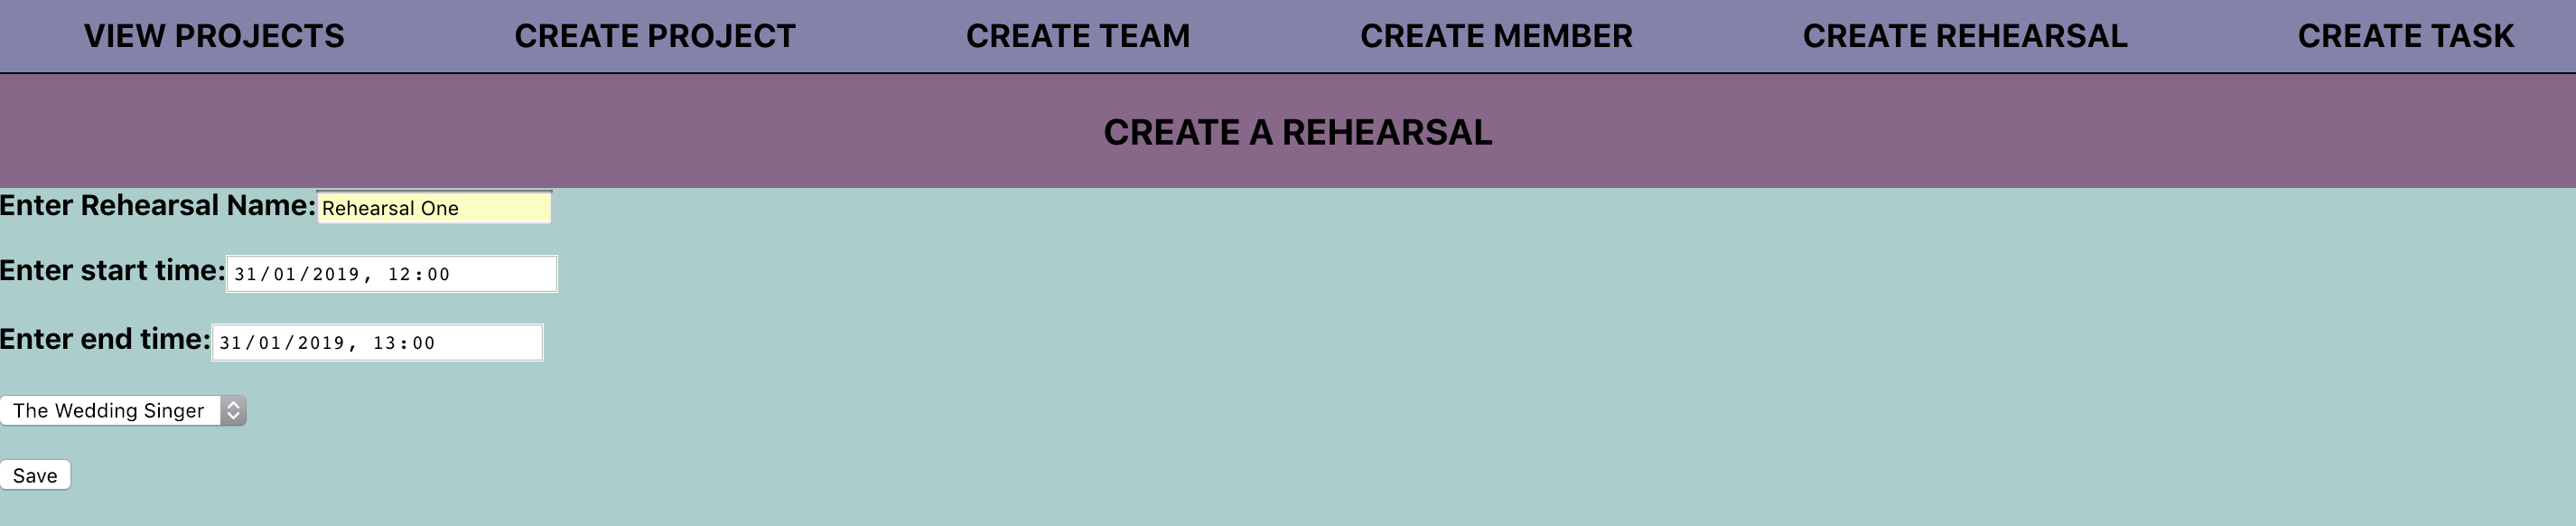 VIEW PROJECTS CREATE PROJECT CREATE TEAM CREATE MEMBER CREATE REHEARSAL CREATE TASK
CREATE A REHEARSAL
Enter Rehearsal Name: Rehearsal One
Enter start time: 31/01/2019, 12:00
Enter end time: 31/01/2019, 13:00
The Wedding Singer
Save